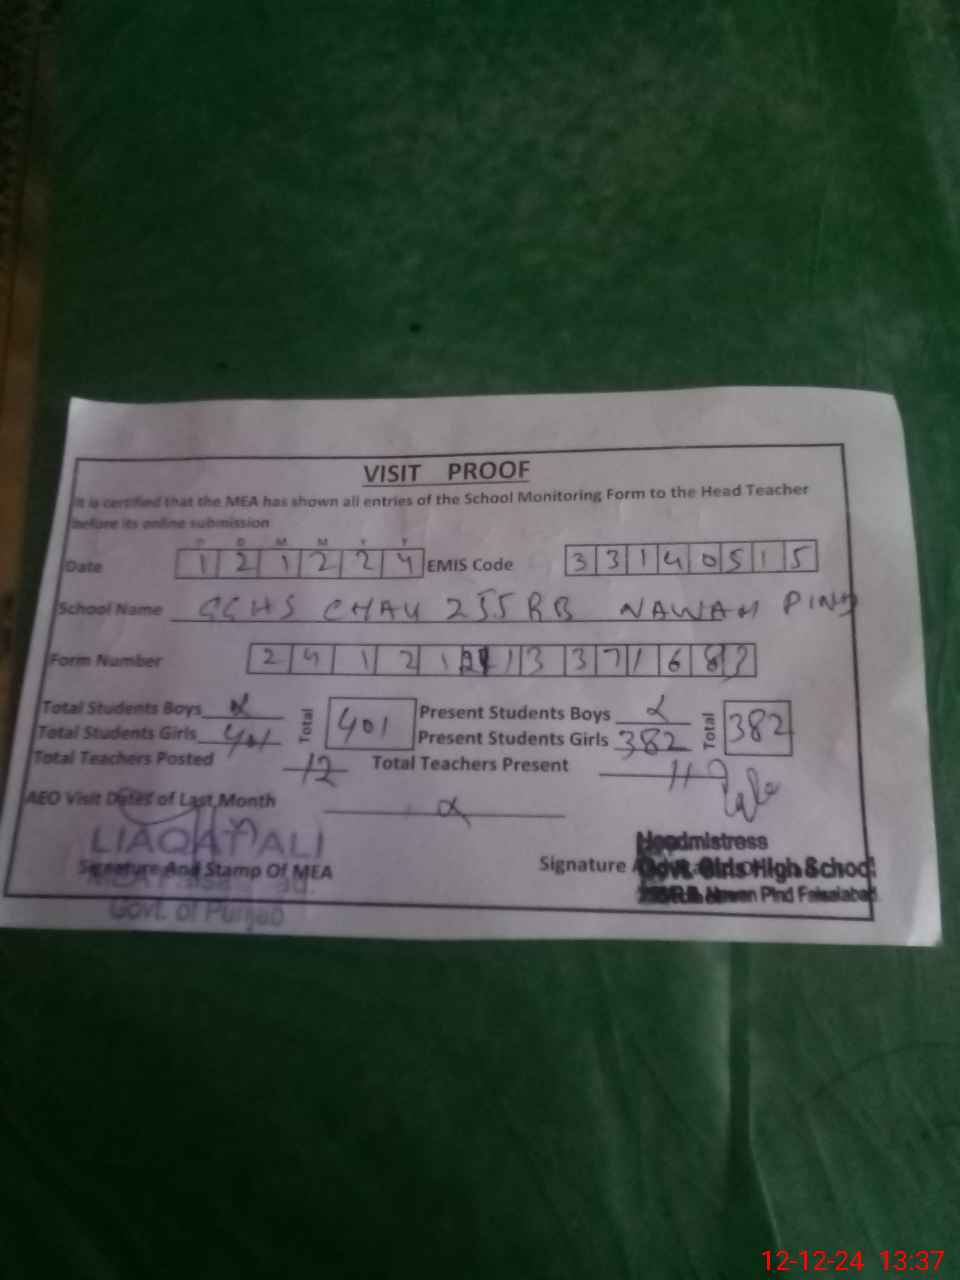 VISIT PROOF
It is certified that the MEA has shown all entries of the School Monitoring Form to the Head Teacher
before its online submission
D D M M Y Y
Date 1 2 1 2 2 4 EMIS Code 3 3 1 4 0 5 1 5
School Name GGHS CHAK 255 RB NAWAN PIND
Form Number 2 4 1 2 1 2 1 3 3 7 1 6 8
Total Students Boys Total 401 Present Students Boys Total 382
Total Students Girls 401 Present Students Girls 382
Total Teachers Posted 12 Total Teachers Present 11
AEO Visit Dates of Last Month
LIAQAT ALI
Signature And Stamp Of MEA
Govt. of Punjab
Headmistress
Signature
Govt. Girls High School
Nawan Pind Faisalabad
12-12-24 13:37